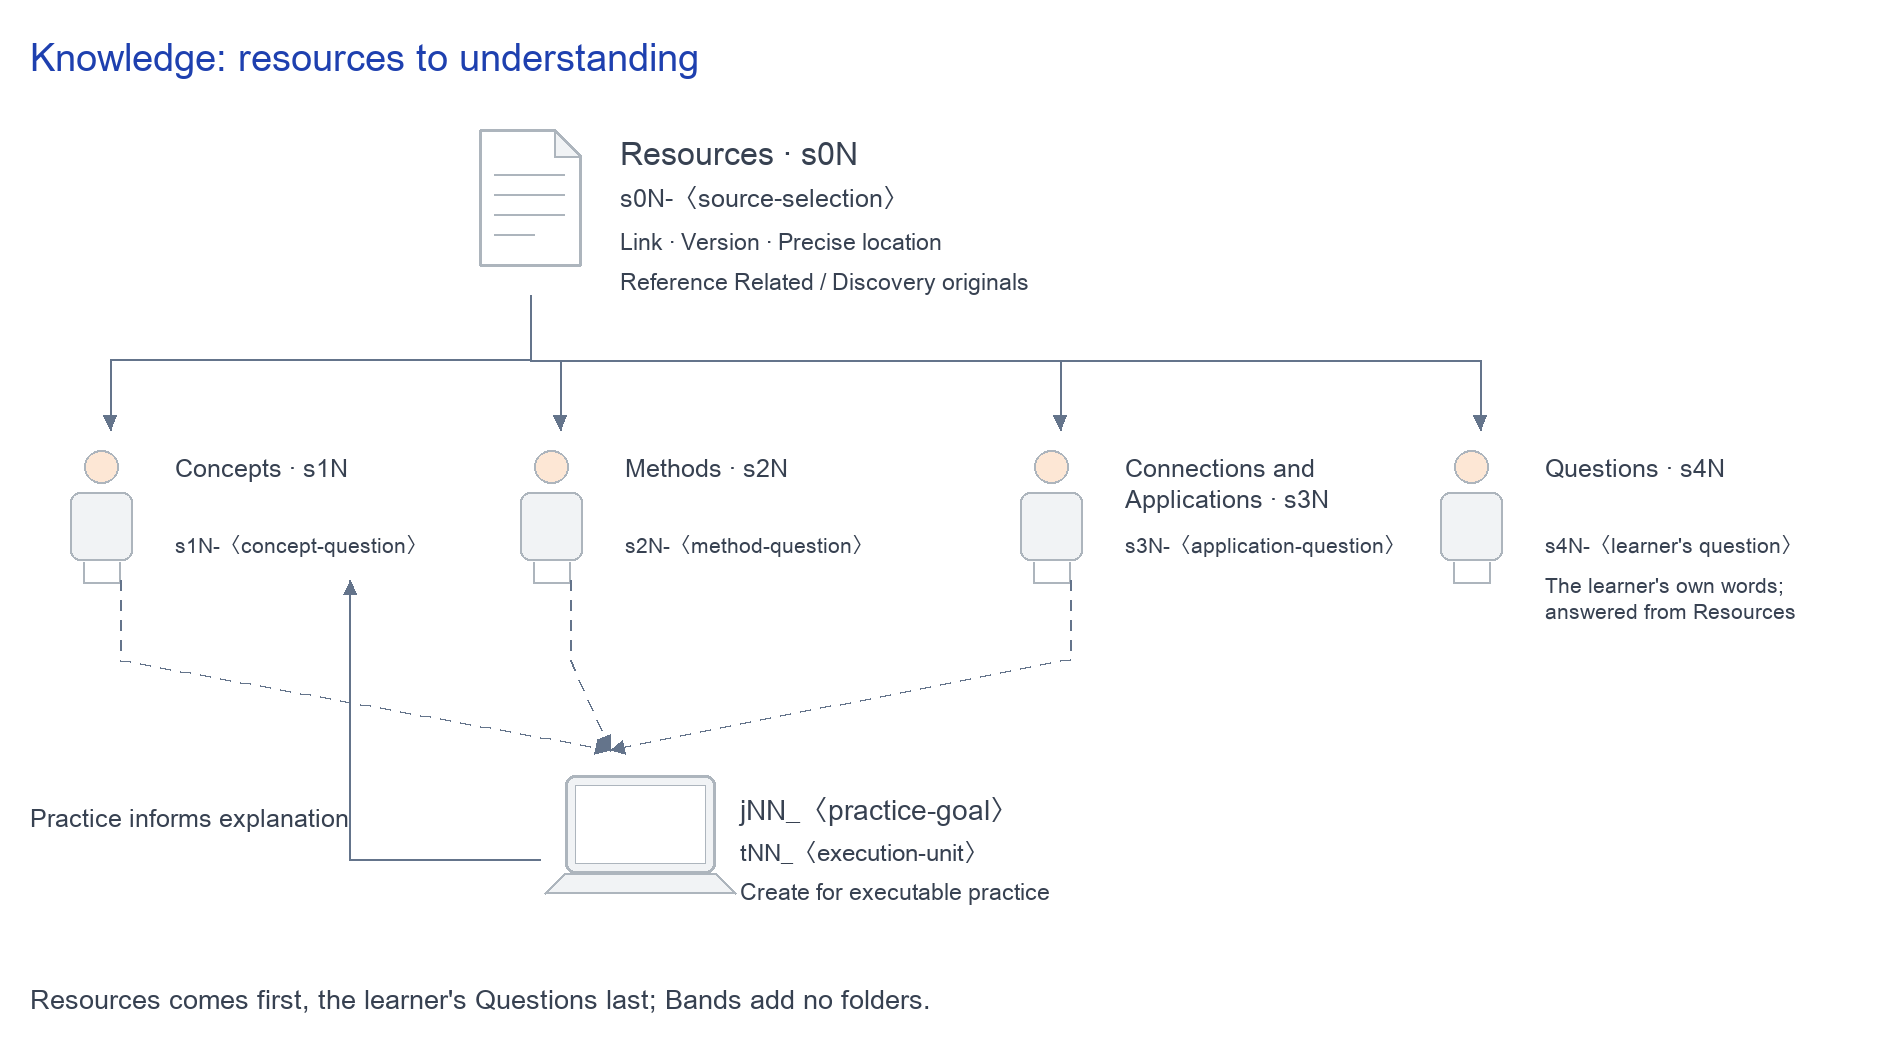 Knowledge: resources to understanding
Resources · s0N
s0N-〈source-selection〉
Link · Version · Precise location
Reference Related / Discovery originals
Concepts · s1N
s1N-〈concept-question〉
Methods · s2N
s2N-〈method-question〉
Connections and
Applications · s3N
s3N-〈application-question〉
Questions · s4N
s4N-〈learner's question〉
The learner's own words;
answered from Resources
Practice informs explanation
jNN_〈practice-goal〉
tNN_〈execution-unit〉
Create for executable practice
Resources comes first, the learner's Questions last; Bands add no folders.